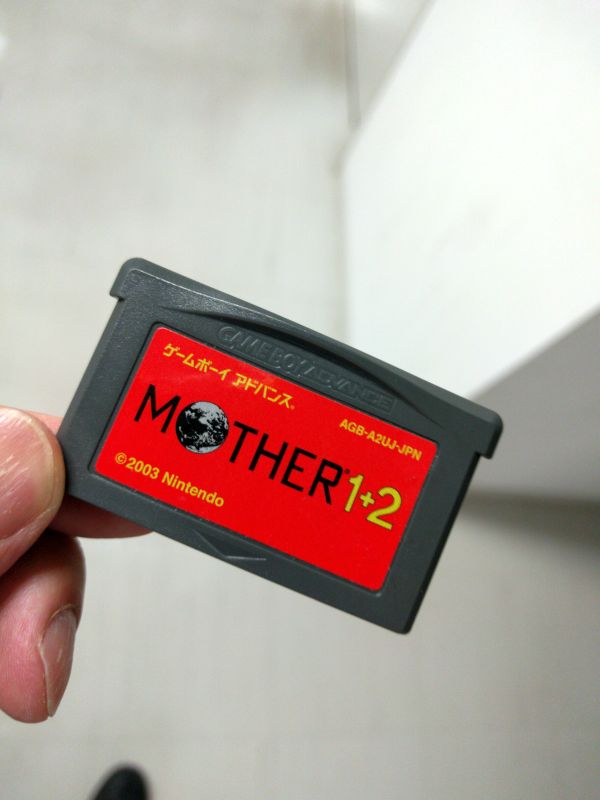 GAME BOY ADVANCE
ゲームボーイ アドバンス®
AGB-A2UJ-JPN
MOTHER®1+2
©2003 Nintendo